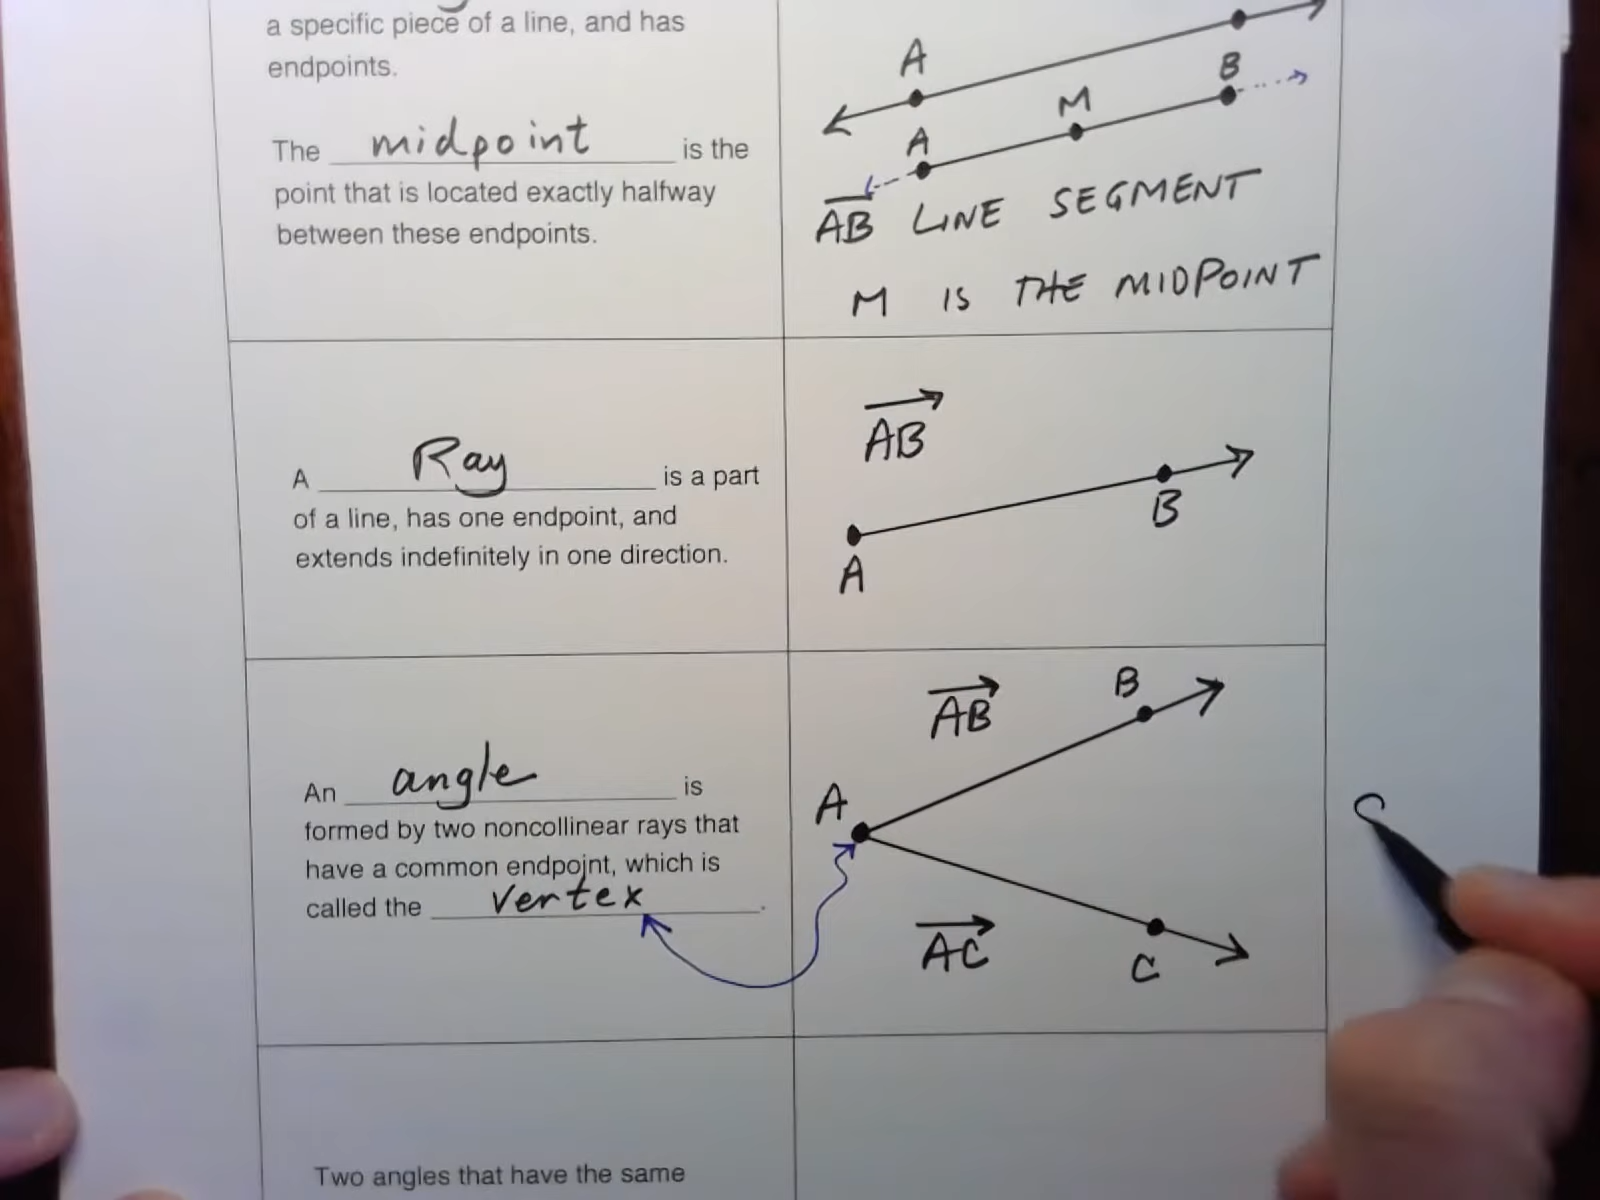 a specific piece of a line, and has
endpoints.
The midpoint is the
point that is located exactly halfway
between these endpoints.
A
A M B
AB LINE SEGMENT
M IS THE MIDPOINT
A Ray is a part
of a line, has one endpoint, and
extends indefinitely in one direction.
AB
B
A
An angle is
formed by two noncollinear rays that
have a common endpoint, which is
called the vertex.
AB B
A
AC C
Two angles that have the same